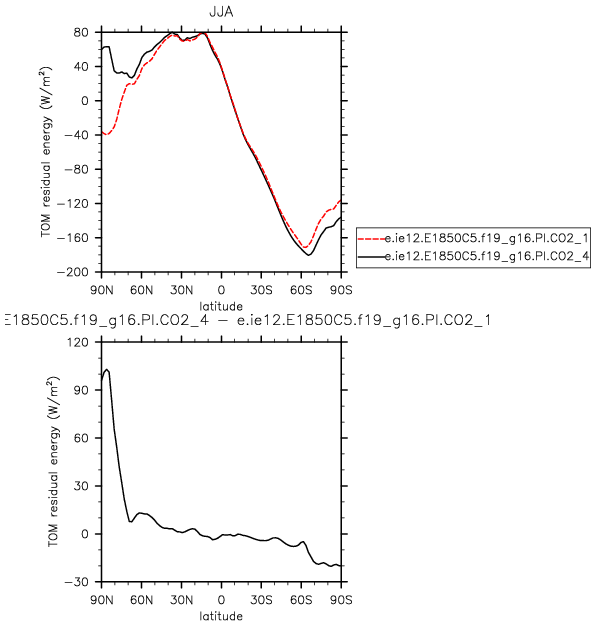 JJA
80
40
0
−40
−80
−120
−160
−200
TOM residual energy (W/m²)
90N 60N 30N 0 30S 60S 90S
latitude
e.ie12.E1850C5.f19_g16.PI.CO2_1
e.ie12.E1850C5.f19_g16.PI.CO2_4
E1850C5.f19_g16.PI.CO2_4 − e.ie12.E1850C5.f19_g16.PI.CO2_1
120
90
60
30
0
−30
TOM residual energy (W/m²)
90N 60N 30N 0 30S 60S 90S
latitude